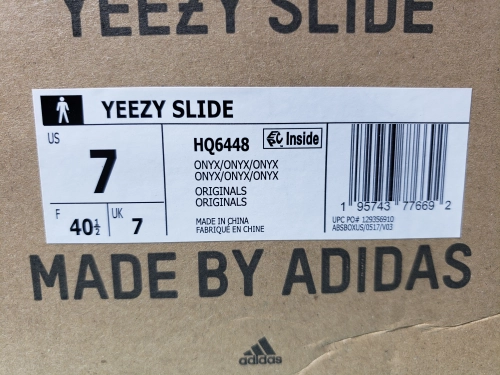 YEEZY SLIDE
YEEZY SLIDE
US
7
F 40½
UK 7
HQ6448
Inside
ONYX/ONYX/ONYX
ONYX/ONYX/ONYX
ORIGINALS
ORIGINALS
MADE IN CHINA
FABRIQUÉ EN CHINE
1 95743 77669 2
UPC PO# 129356910
ABSBOXUS/0517/V03
MADE BY ADIDAS
adidas